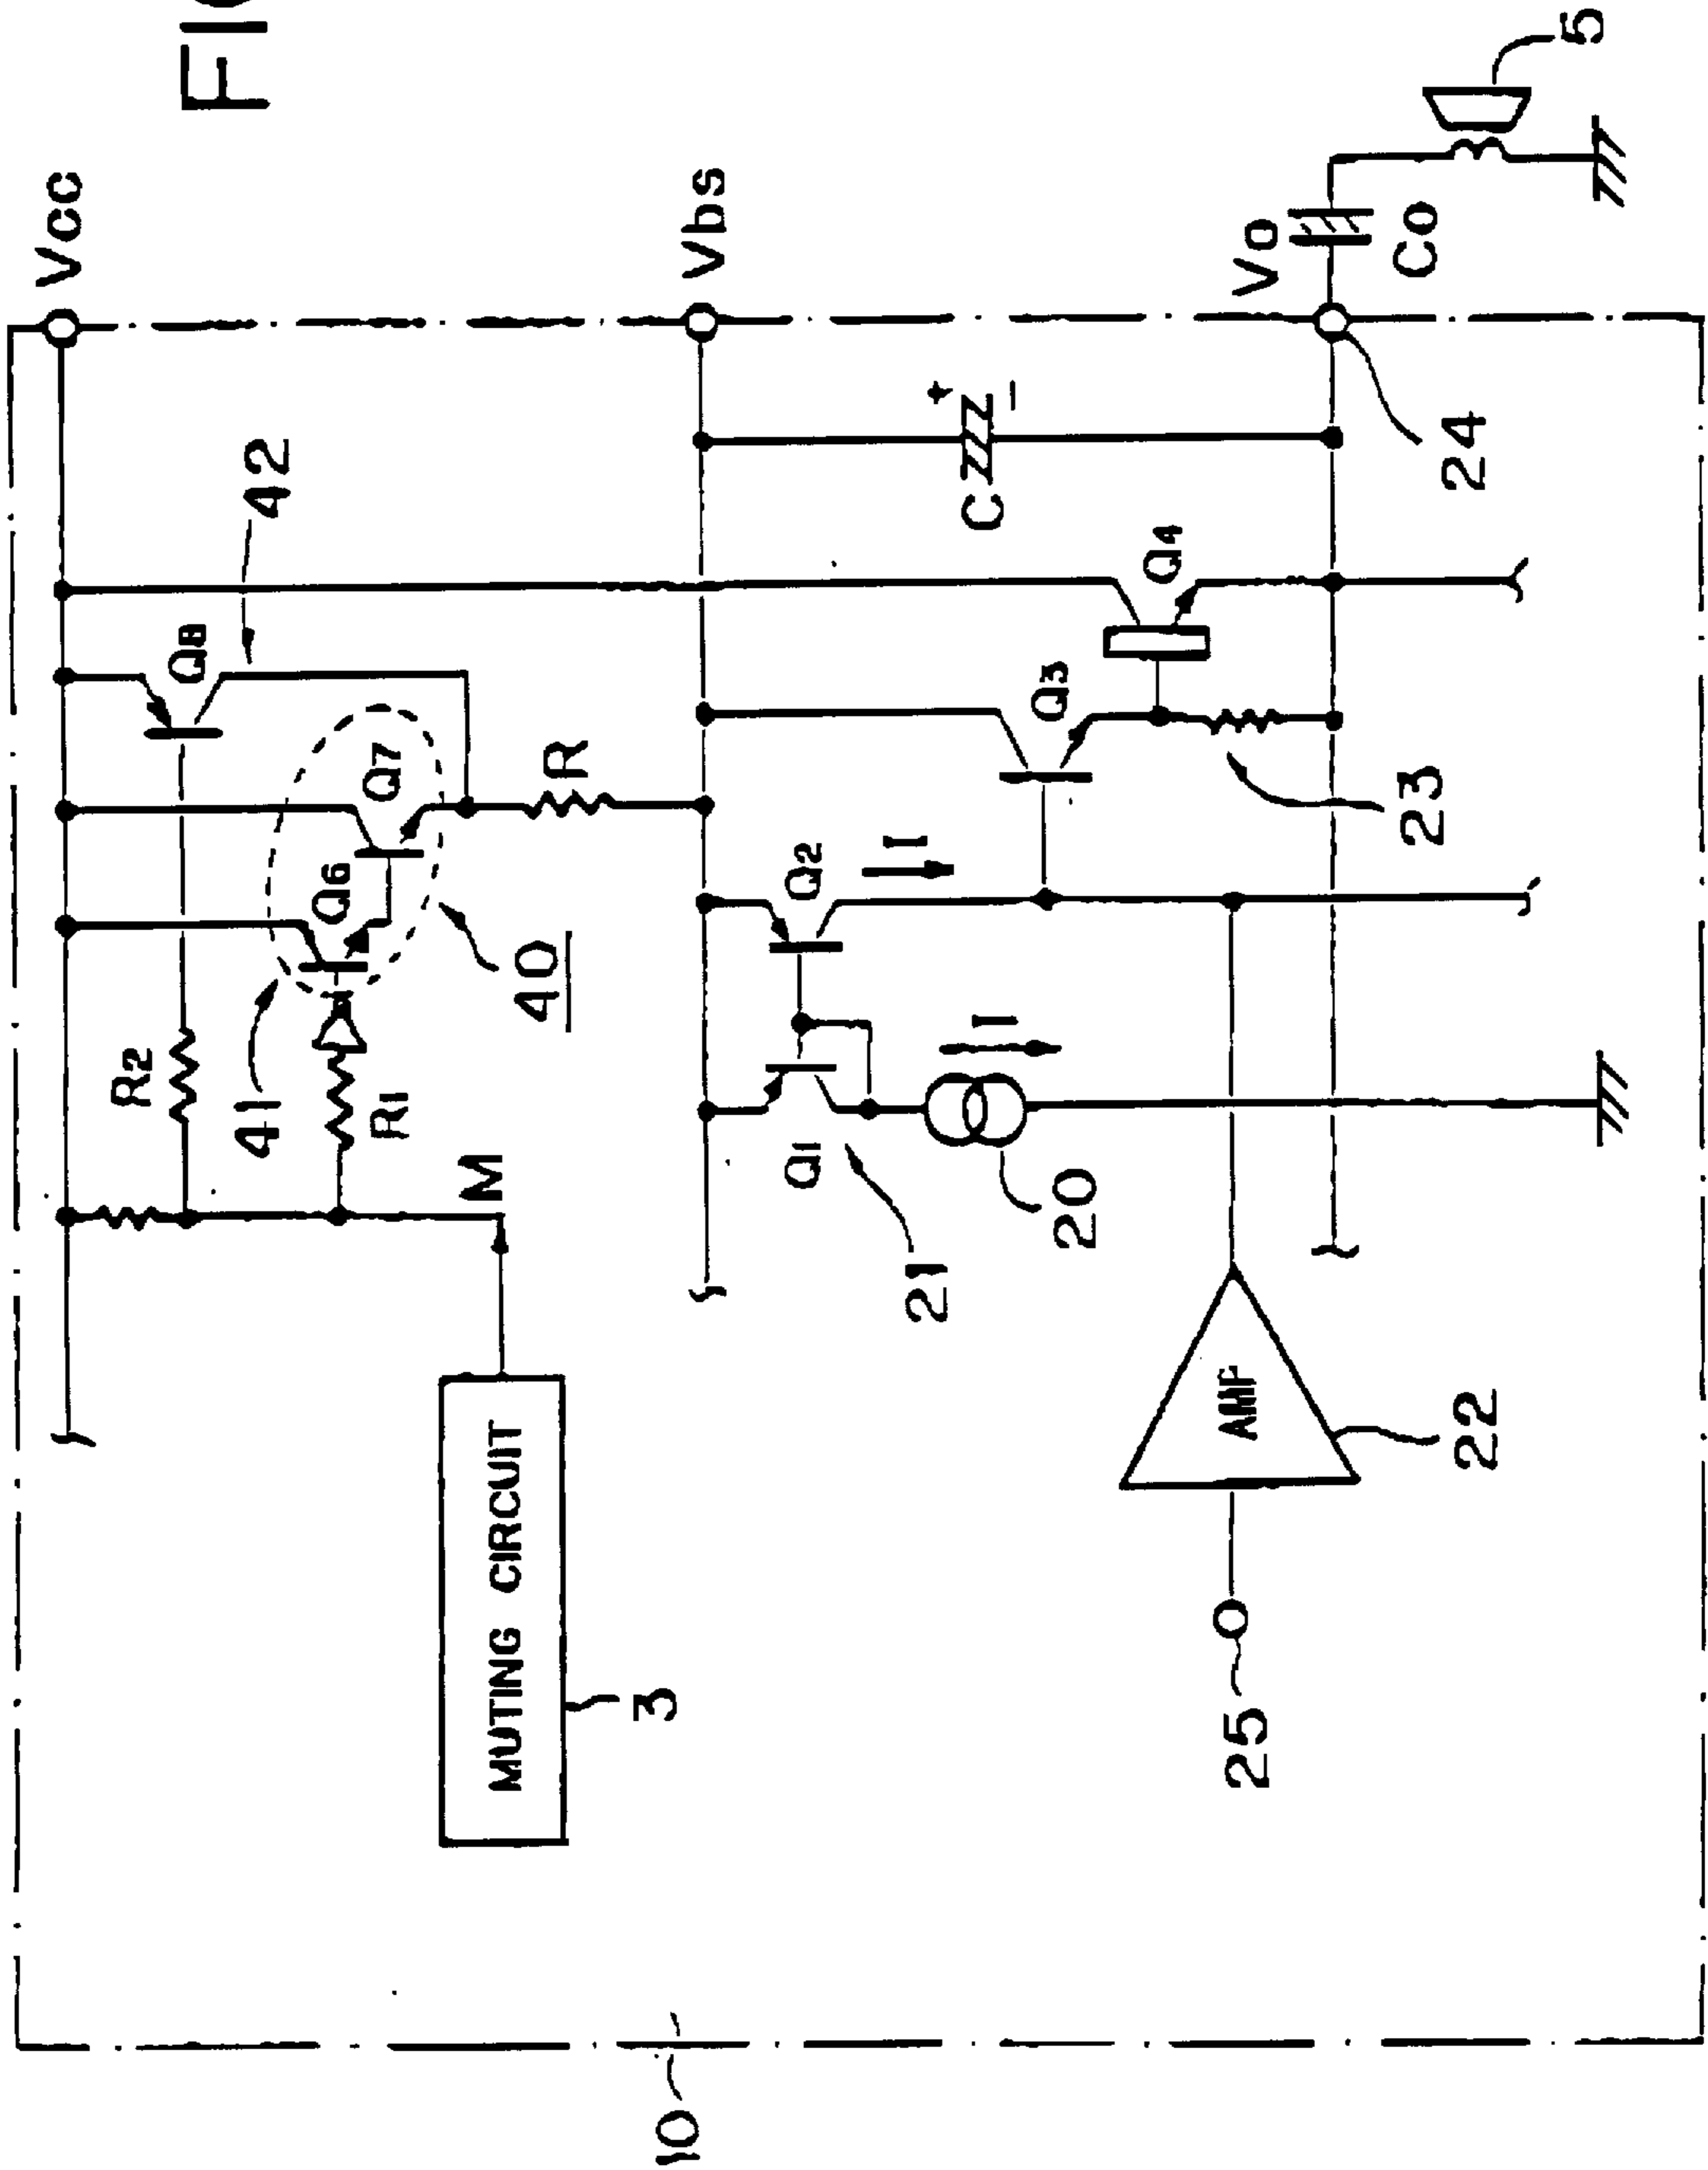 FIG
Vcc
Vbs
Vo
Co
5
42
Q8
C
+
−
24
Q4
Q3
23
Q7
Q6
R
40
41
R2
R1
M
Q2
I
Q1
I
20
21
AMP
22
25
MUTING CIRCUIT
3
10